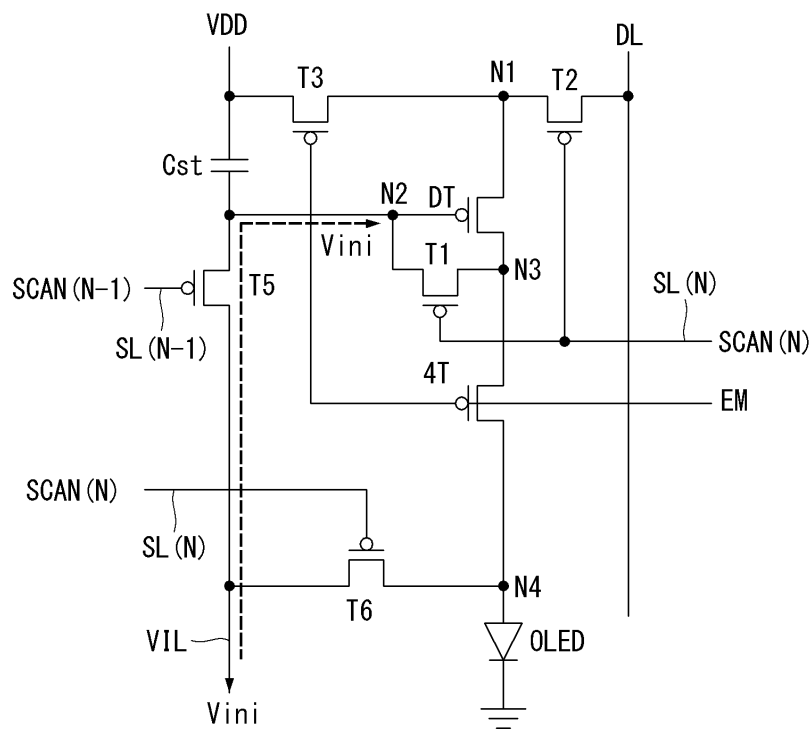 VDD
DL
T3
N1
T2
Cst
N2
DT
Vini
T1
N3
SCAN(N-1)
T5
SL(N)
SL(N-1)
SCAN(N)
4T
EM
SCAN(N)
SL(N)
N4
T6
VIL
OLED
Vini